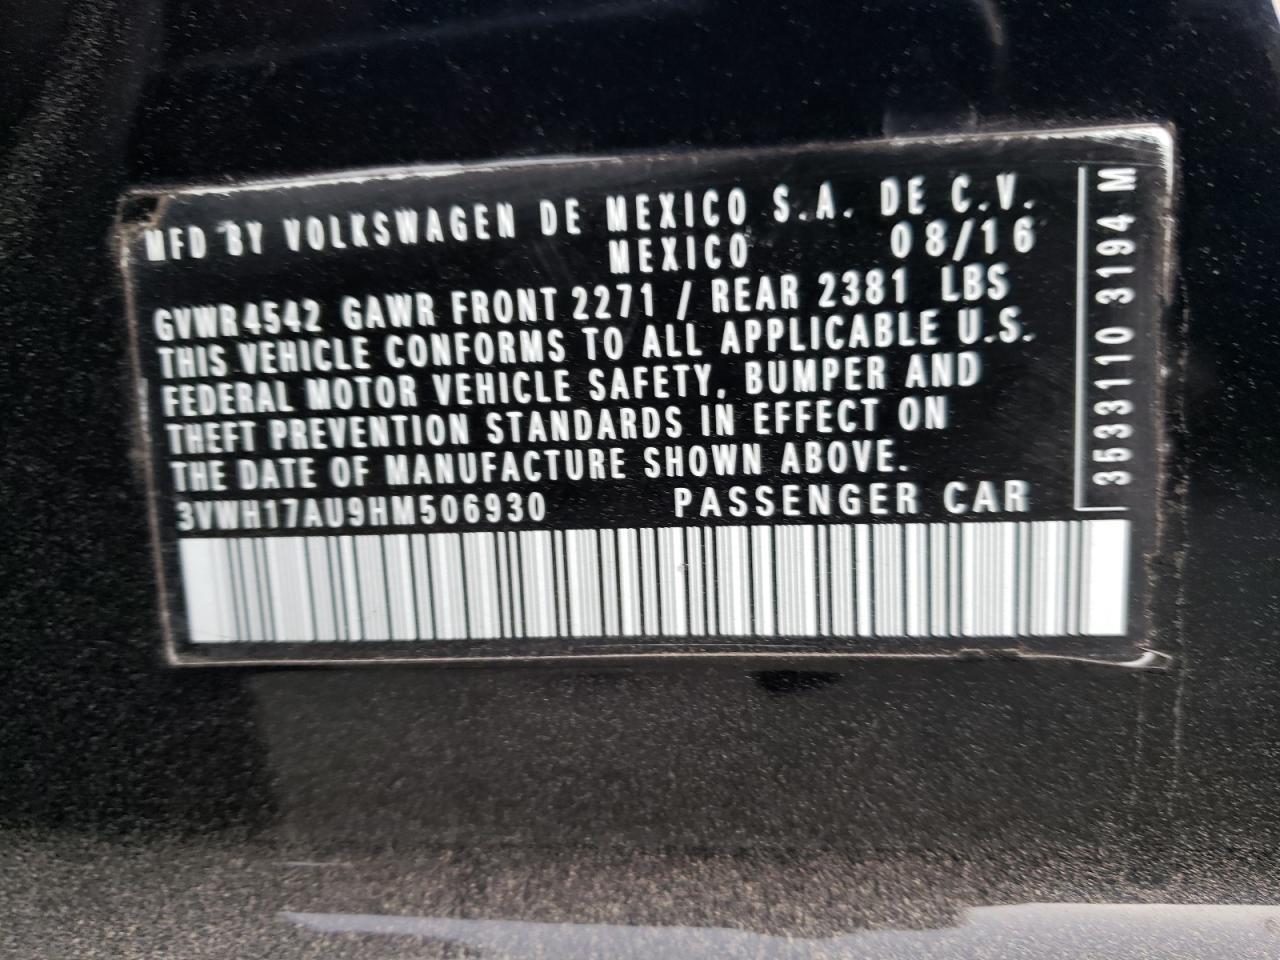 MFD BY VOLKSWAGEN DE MEXICO S.A. DE C.V.
MEXICO 08/16
GVWR4542 GAWR FRONT 2271 / REAR 2381 LBS
THIS VEHICLE CONFORMS TO ALL APPLICABLE U.S.
FEDERAL MOTOR VEHICLE SAFETY, BUMPER AND
THEFT PREVENTION STANDARDS IN EFFECT ON
THE DATE OF MANUFACTURE SHOWN ABOVE.
3VWH17AU9HM506930 PASSENGER CAR
3533110 3194 M